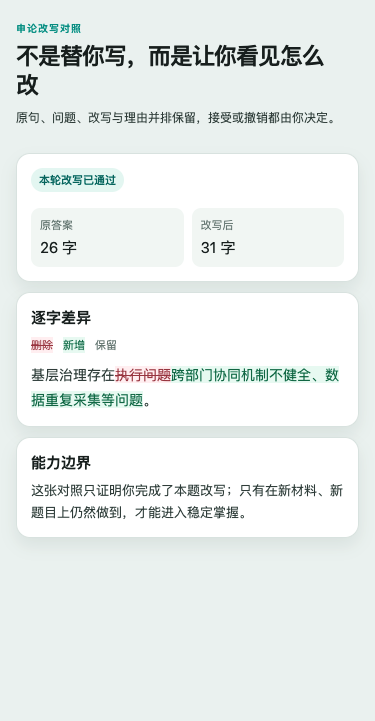 申论改写对照
不是替你写，而是让你看见怎么
改
原句、问题、改写与理由并排保留，接受或撤销都由你决定。
本轮改写已通过
原答案
26 字
改写后
31 字
逐字差异
删除 新增 保留
基层治理存在执行问题跨部门协同机制不健全、数
据重复采集等问题。
能力边界
这张对照只证明你完成了本题改写；只有在新材料、新
题目上仍然做到，才能进入稳定掌握。